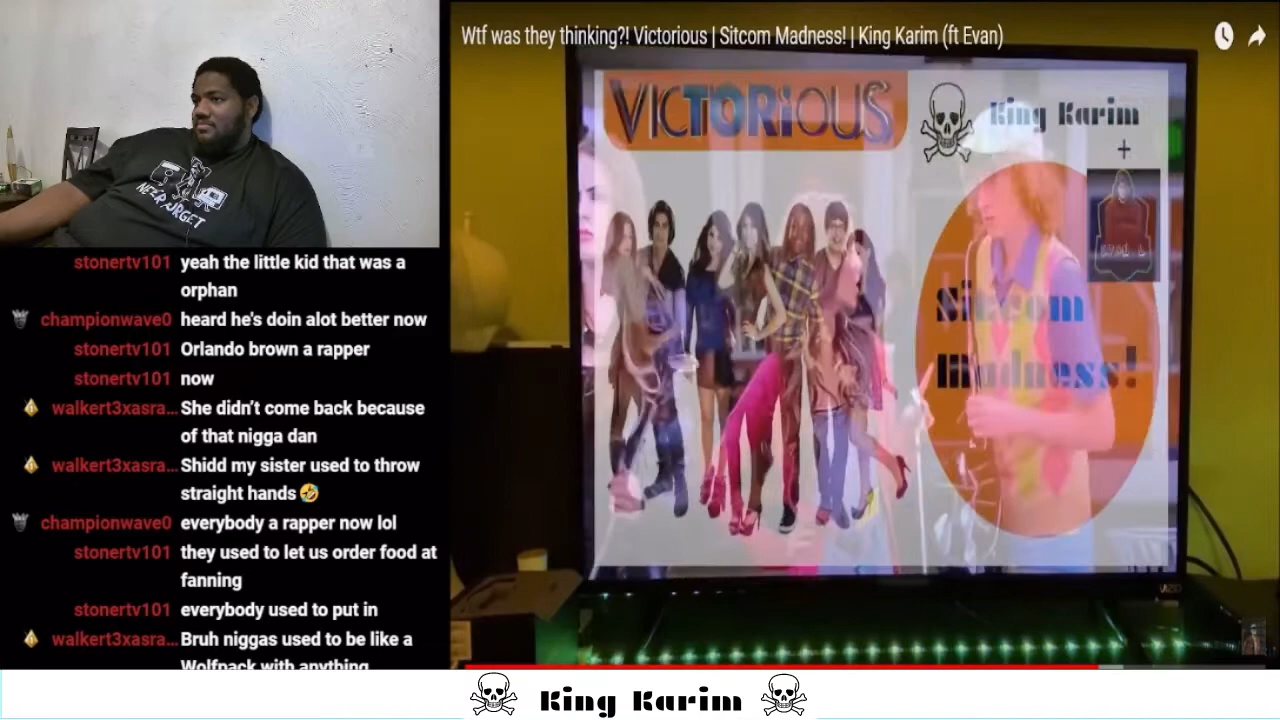 Wtf was they thinking?! Victorious | Sitcom Madness! | King Karim (ft Evan)
VICTORiOUS
King Karim
+
Sitcom
Madness!
stonertv101 yeah the little kid that was a
orphan
championwave0 heard he's doin alot better now
stonertv101 Orlando brown a rapper
stonertv101 now
walkert3xasra... She didn't come back because
of that nigga dan
walkert3xasra... Shidd my sister used to throw
straight hands 🤣
championwave0 everybody a rapper now lol
stonertv101 they used to let us order food at
fanning
stonertv101 everybody used to put in
walkert3xasra... Bruh niggas used to be like a
Wolfpack with anything
VIZIO
King Karim